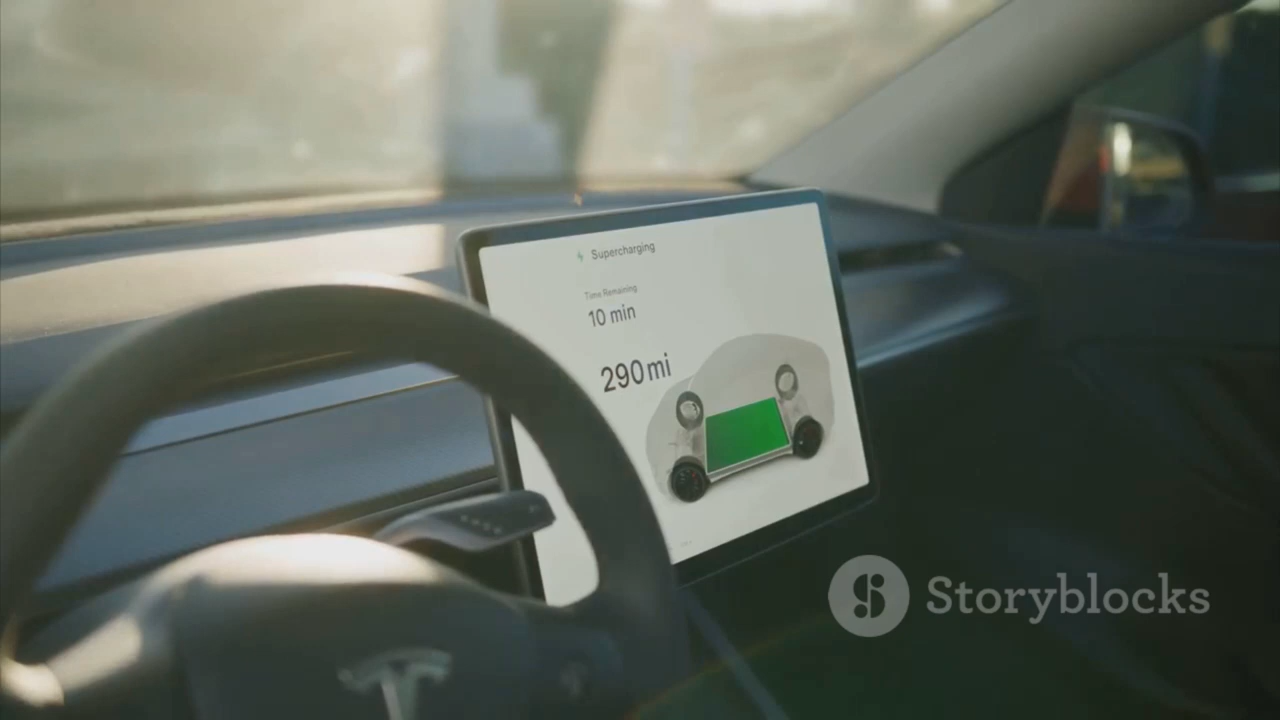 Supercharging
Time Remaining
10 min
290 mi
Storyblocks